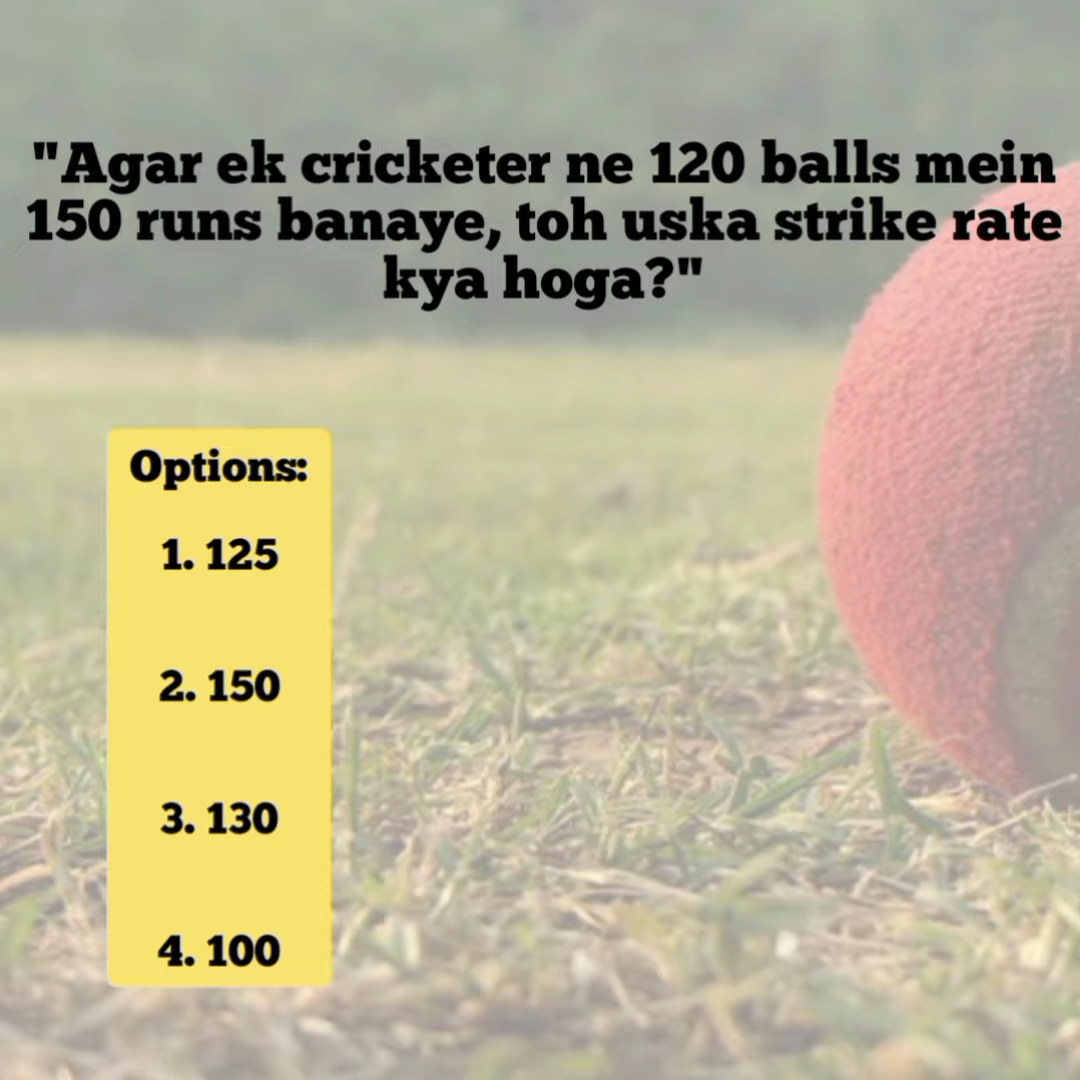 "Agar ek cricketer ne 120 balls mein
150 runs banaye, toh uska strike rate
kya hoga?"
Options:
1. 125
2. 150
3. 130
4. 100